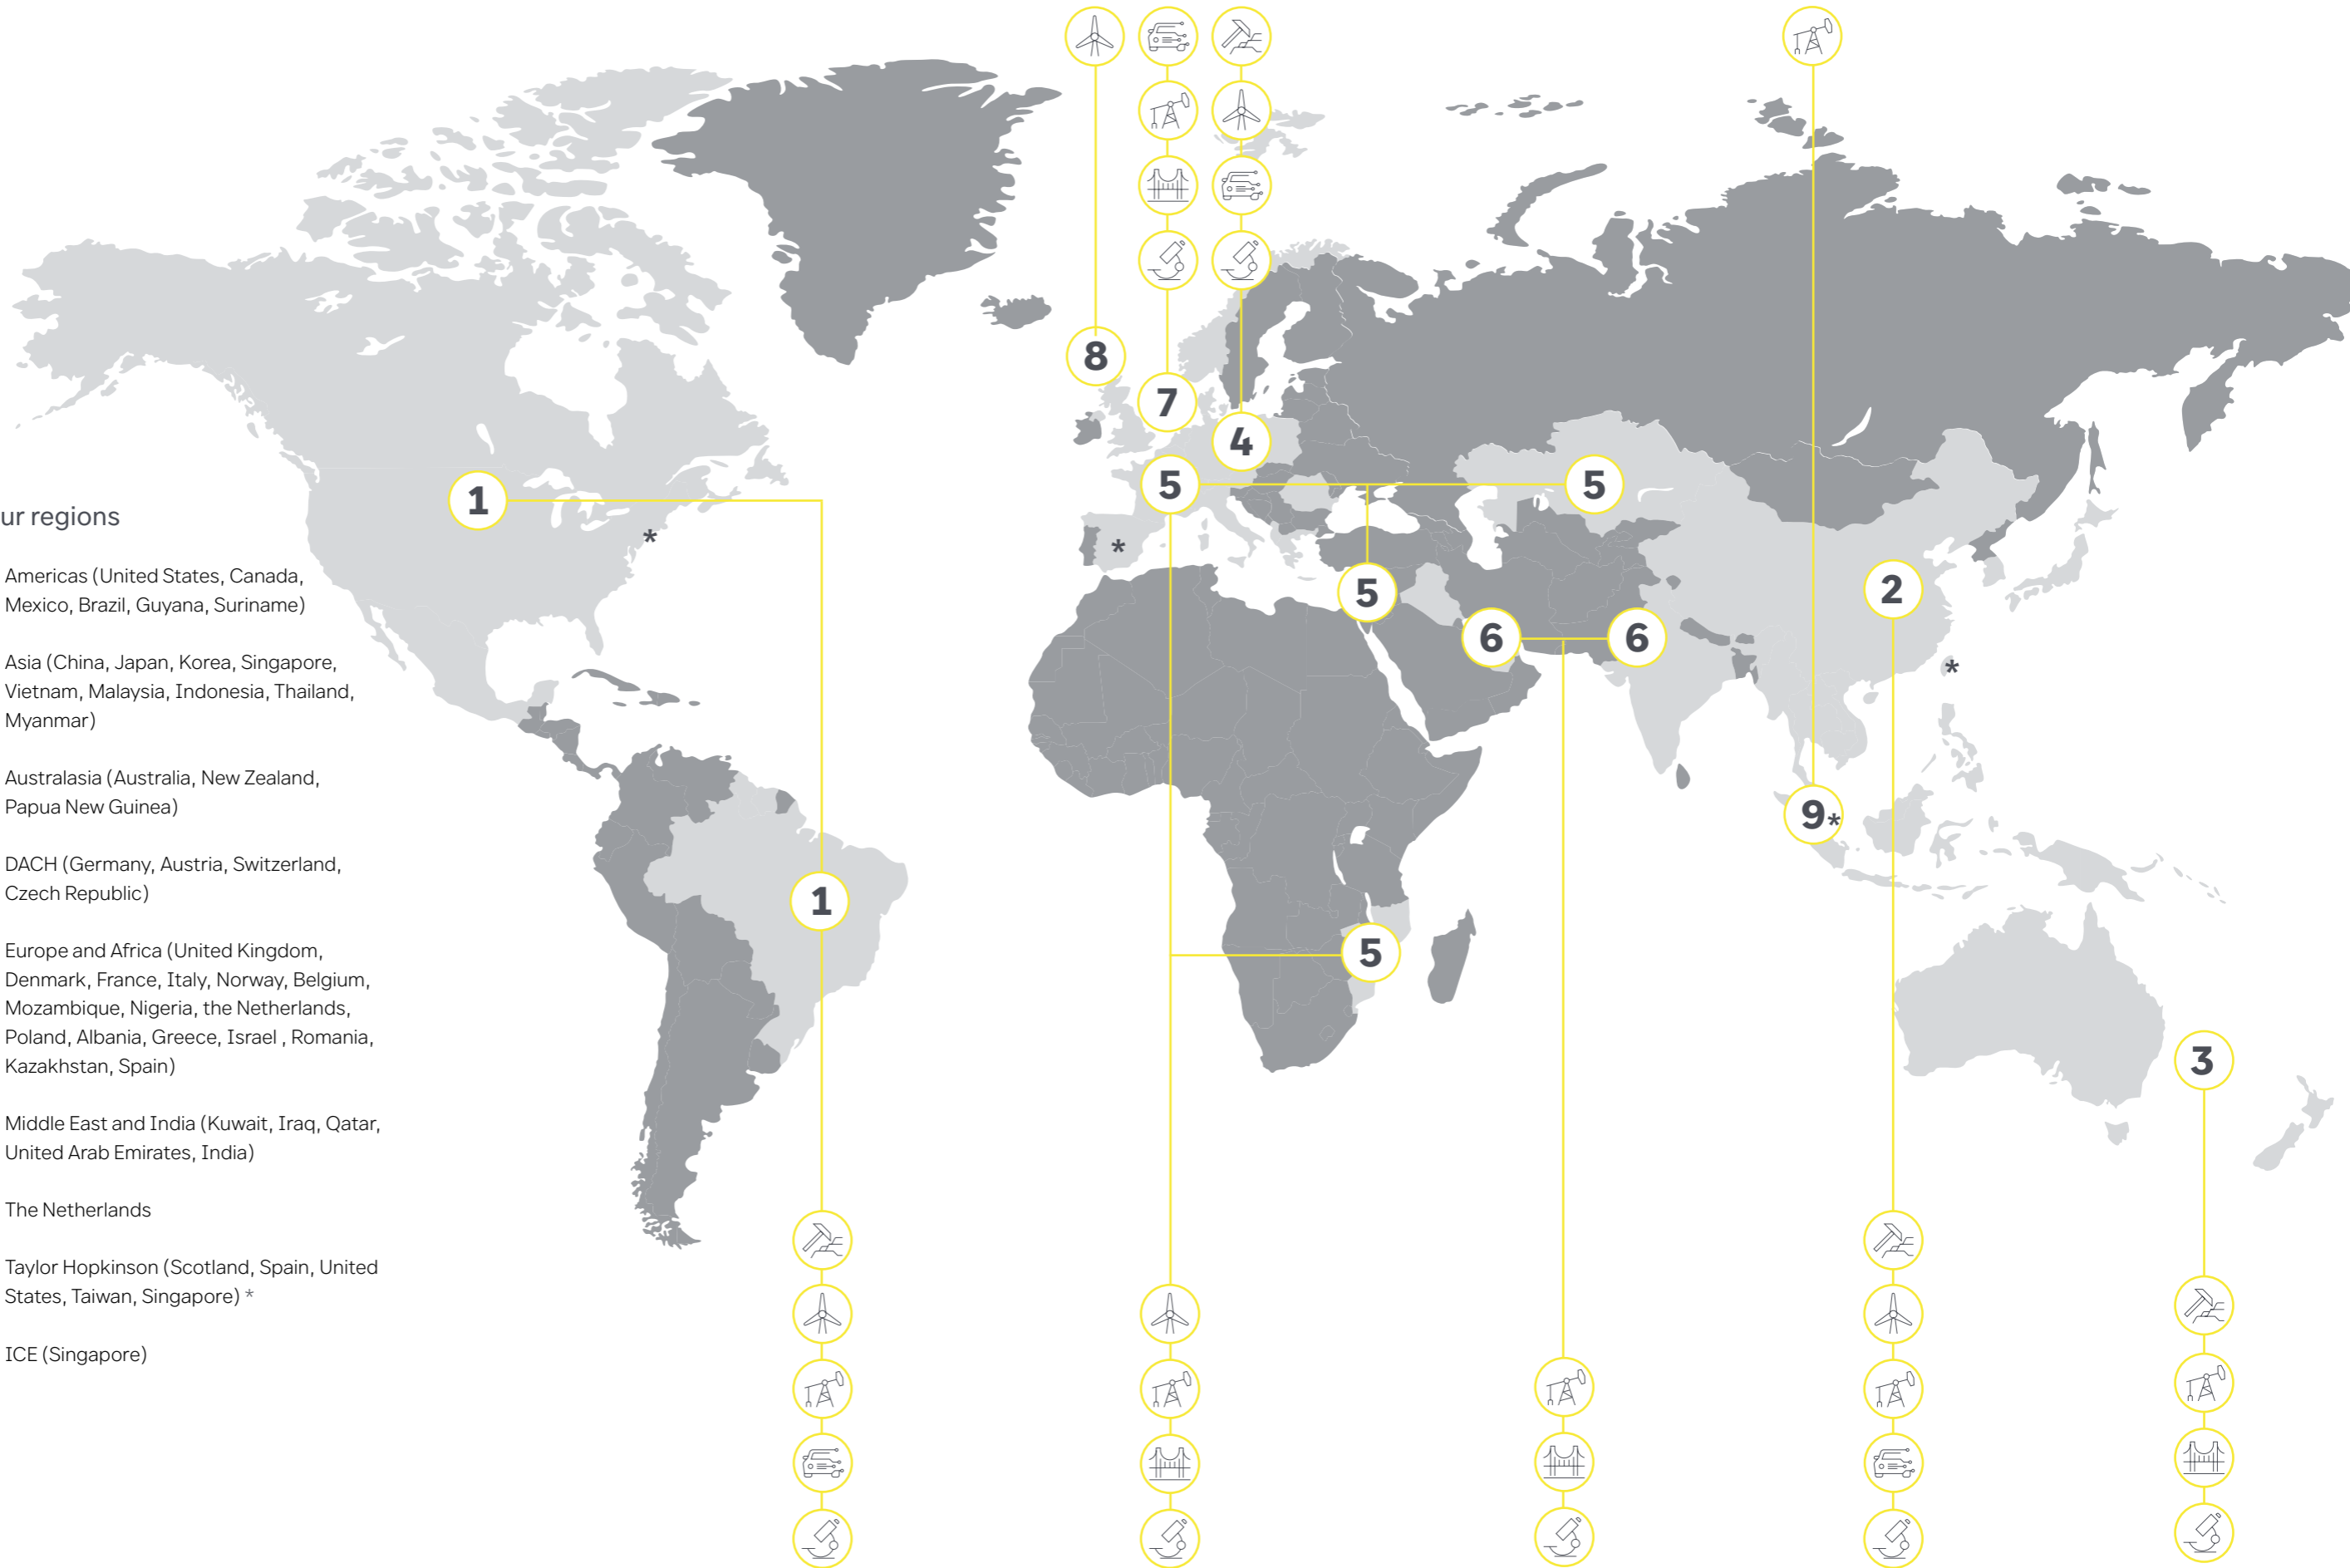 8
7
4
1
5
5
ur regions
*
*
Americas (United States, Canada,
Mexico, Brazil, Guyana, Suriname)
5
2
6
6
Asia (China, Japan, Korea, Singapore,
Vietnam, Malaysia, Indonesia, Thailand,
Myanmar)
*
Australasia (Australia, New Zealand,
Papua New Guinea)
9*
DACH (Germany, Austria, Switzerland,
Czech Republic)
1
Europe and Africa (United Kingdom,
Denmark, France, Italy, Norway, Belgium,
Mozambique, Nigeria, the Netherlands,
Poland, Albania, Greece, Israel , Romania,
Kazakhstan, Spain)
5
3
Middle East and India (Kuwait, Iraq, Qatar,
United Arab Emirates, India)
The Netherlands
Taylor Hopkinson (Scotland, Spain, United
States, Taiwan, Singapore) *
ICE (Singapore)